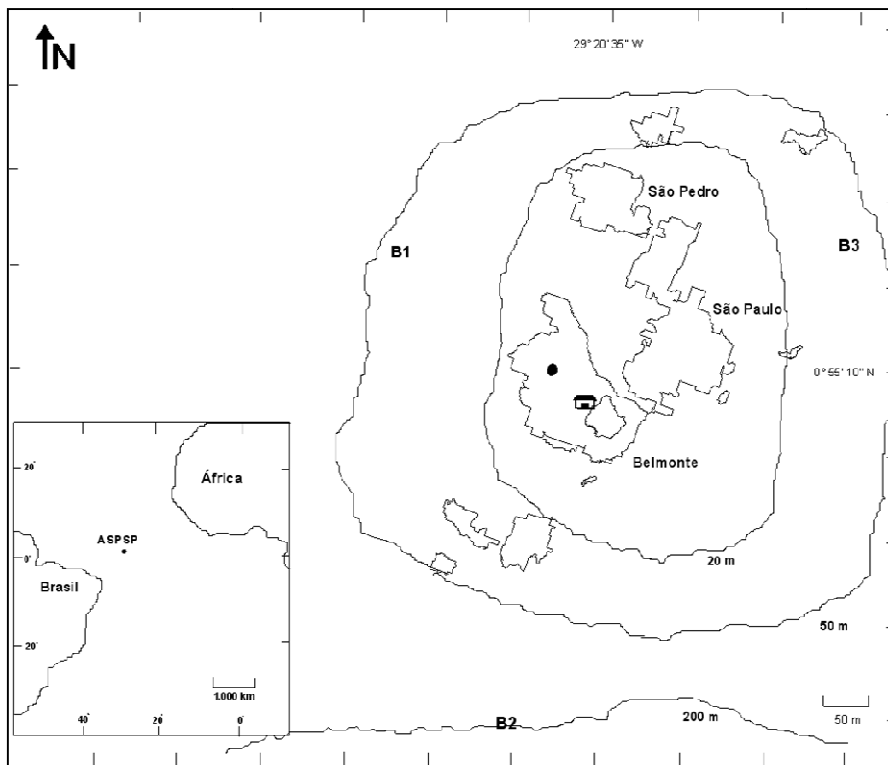 N
29°20'35" W
São Pedro
B1
B3
São Paulo
0°55'10" N
Belmonte
20 m
50 m
B2
200 m
50 m
20°
África
ASPSP
0°
Brasil
20°
1.000 km
40°
20°
0°